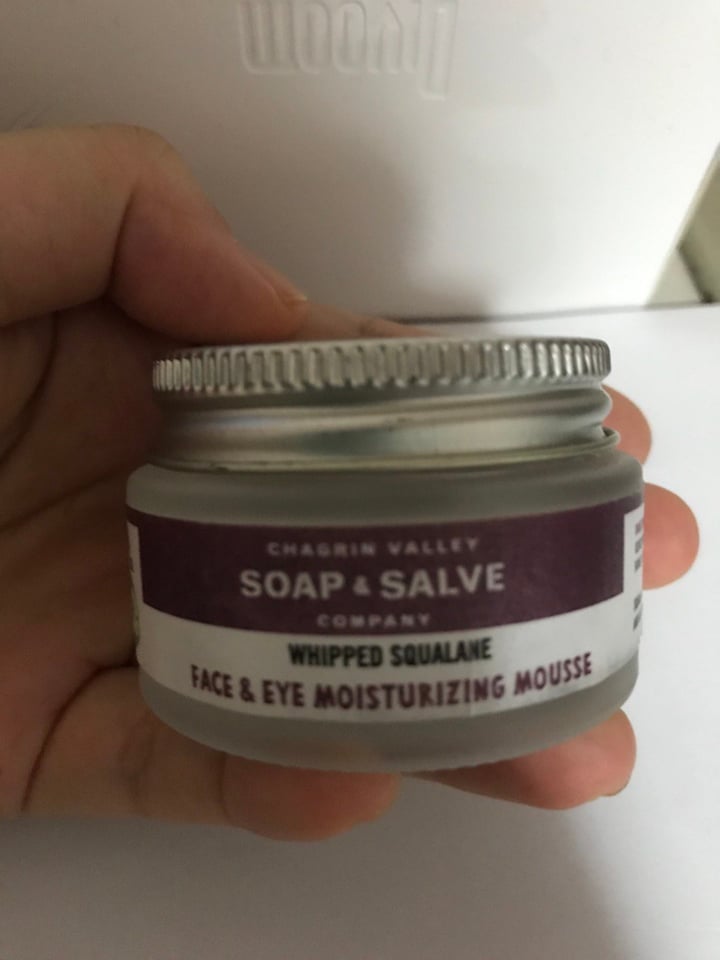 CHAGRIN VALLEY
SOAP & SALVE
COMPANY
WHIPPED SQUALANE
FACE & EYE MOISTURIZING MOUSSE